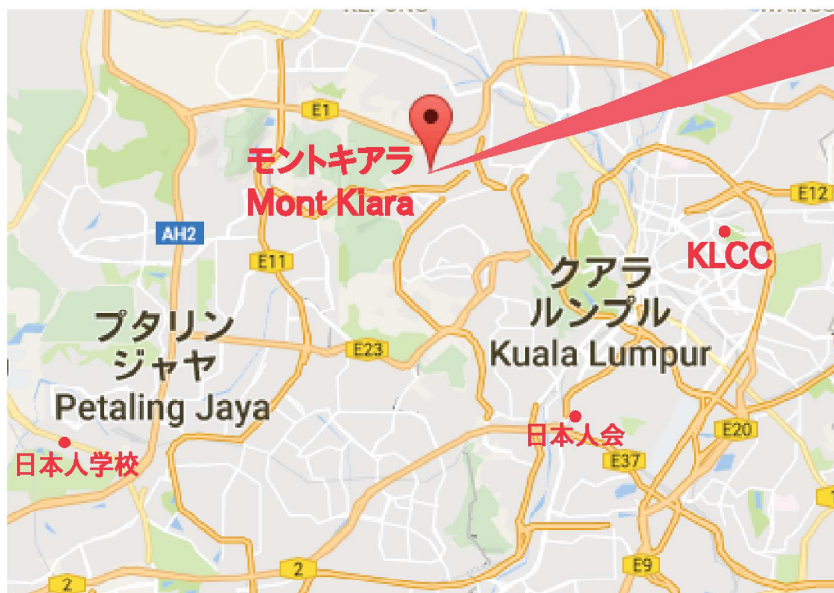 E1
モントキアラ
Mont Kiara
E12
AH2
KLCC
E11
クアラ
ルンプル
Kuala Lumpur
プタリン
ジャヤ
Petaling Jaya
E23
日本人学校
日本人会
E20
E37
E9
2
2